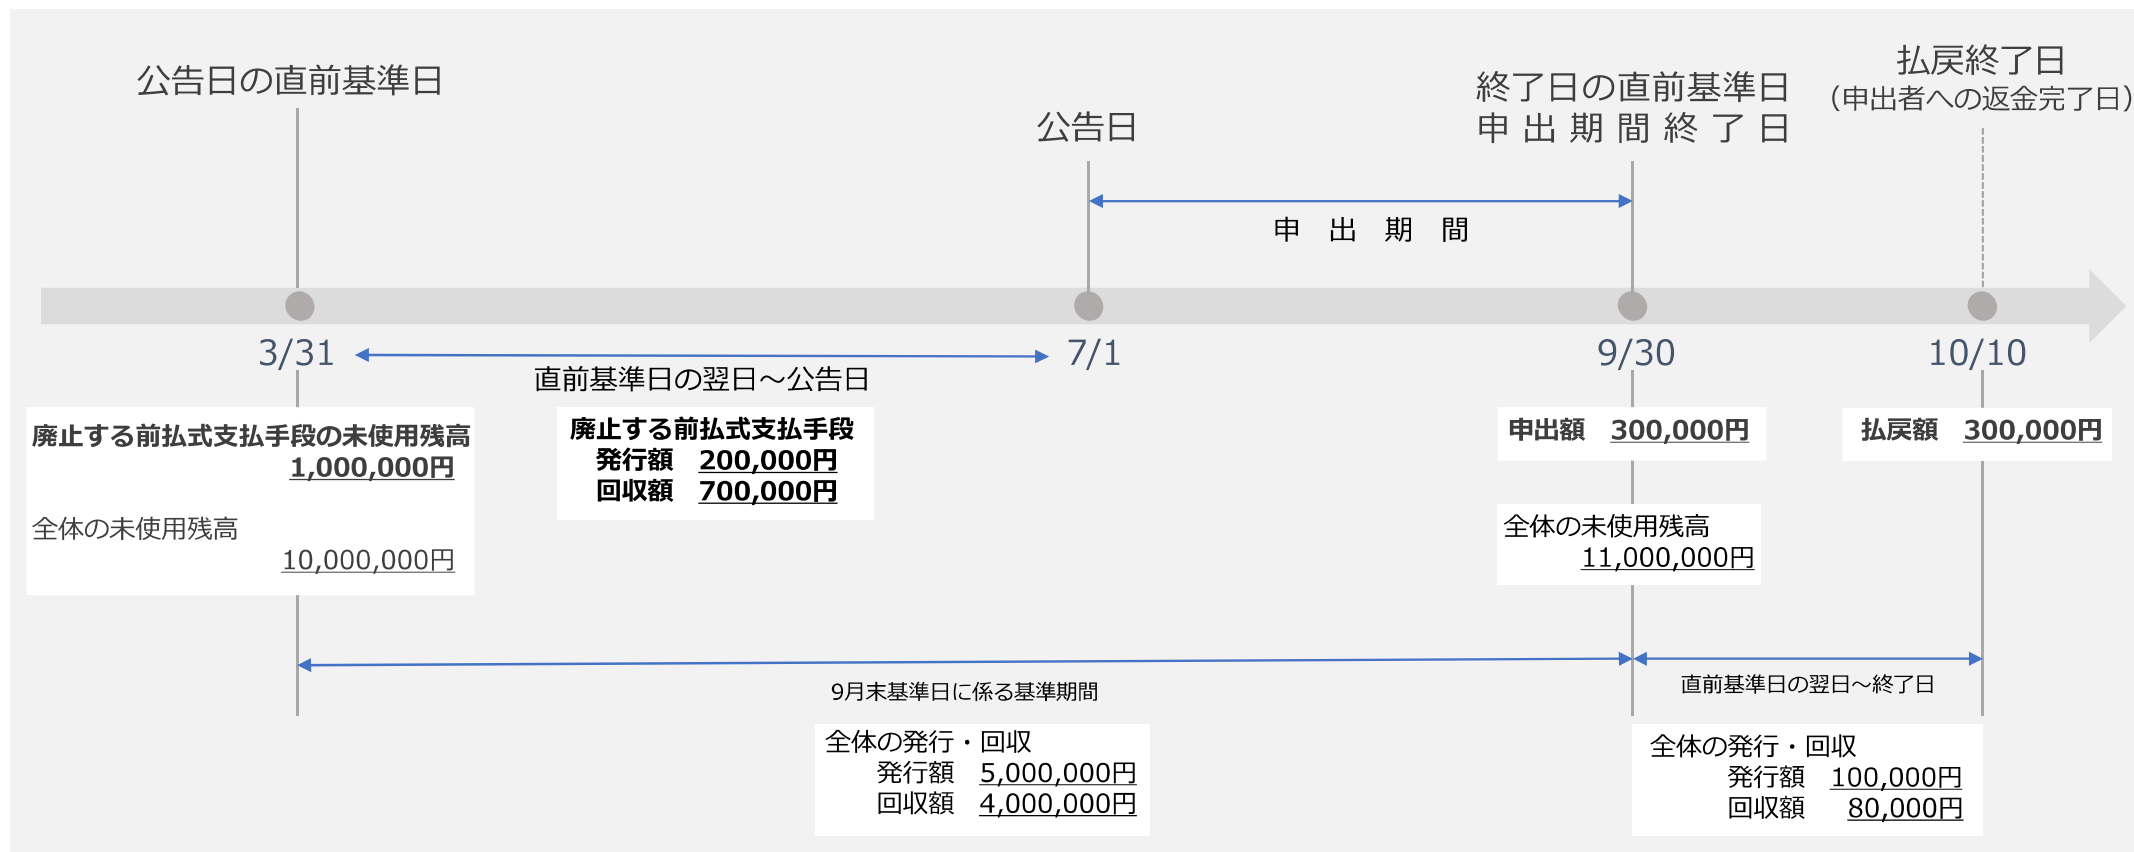 公告日の直前基準日
公告日
終了日の直前基準日
申出期間終了日
払戻終了日
（申出者への返金完了日）
申 出 期 間
3/31
7/1
9/30
10/10
直前基準日の翌日～公告日
廃止する前払式支払手段の未使用残高
1,000,000円
全体の未使用残高
10,000,000円
廃止する前払式支払手段
発行額 200,000円
回収額 700,000円
申出額 300,000円
払戻額 300,000円
全体の未使用残高
11,000,000円
9月末基準日に係る基準期間
直前基準日の翌日～終了日
全体の発行・回収
発行額 5,000,000円
回収額 4,000,000円
全体の発行・回収
発行額 100,000円
回収額 80,000円